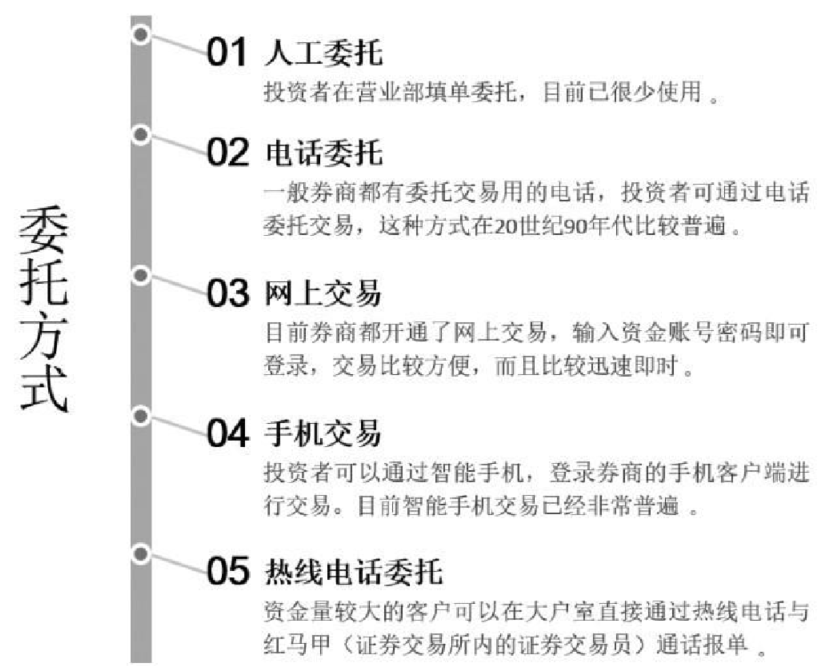 委托方式
01 人工委托
投资者在营业部填单委托，目前已很少使用。
02 电话委托
一般券商都有委托交易用的电话，投资者可通过电话
委托交易，这种方式在20世纪90年代比较普遍。
03 网上交易
目前券商都开通了网上交易，输入资金账号密码即可
登录，交易比较方便，而且比较迅速即时。
04 手机交易
投资者可以通过智能手机，登录券商的手机客户端进
行交易。目前智能手机交易已经非常普遍。
05 热线电话委托
资金量较大的客户可以在大户室直接通过热线电话与
红马甲（证券交易所内的证券交易员）通话报单。